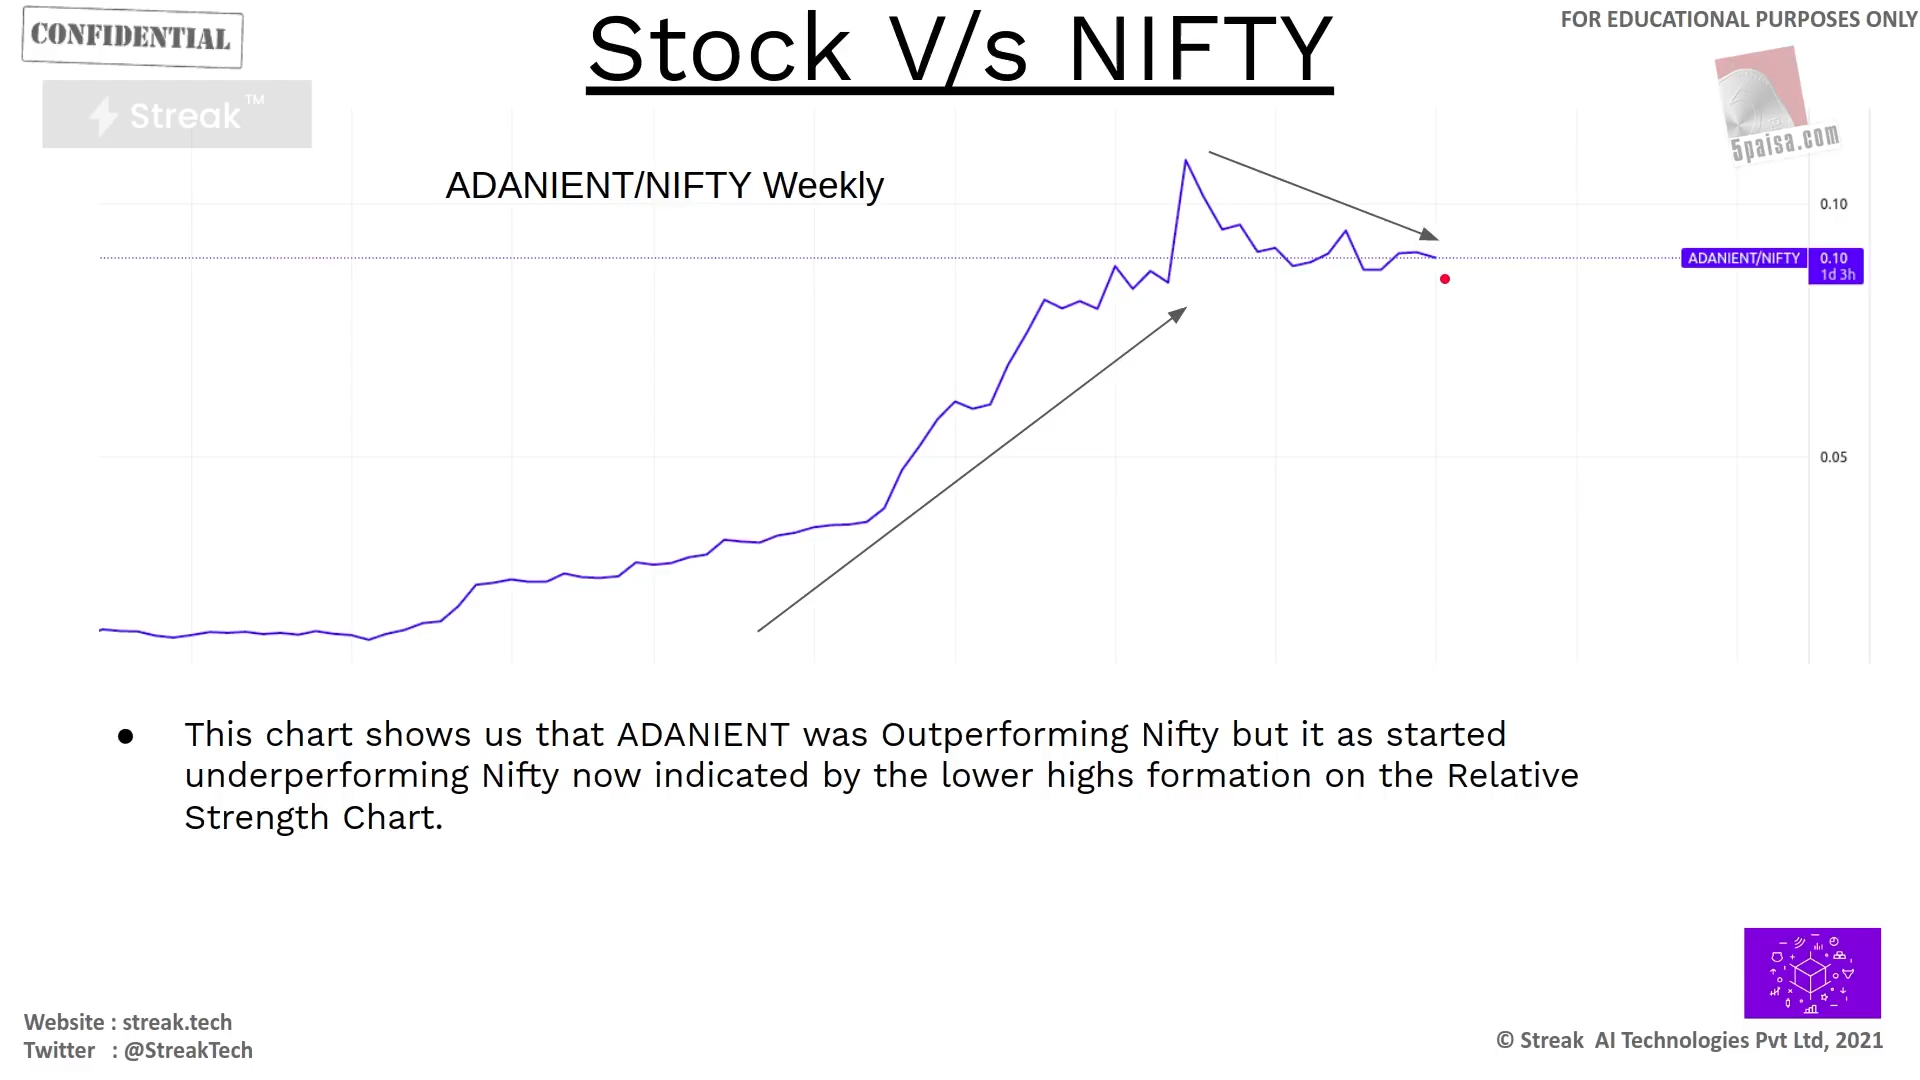 CONFIDENTIAL
Stock V/s NIFTY
FOR EDUCATIONAL PURPOSES ONLY
Streak™
5paisa.com
ADANIENT/NIFTY Weekly
0.10
ADANIENT/NIFTY 0.10
1d 3h
0.05
● This chart shows us that ADANIENT was Outperforming Nifty but it as started
underperforming Nifty now indicated by the lower highs formation on the Relative
Strength Chart.
Website : streak.tech
Twitter : @StreakTech
© Streak AI Technologies Pvt Ltd, 2021